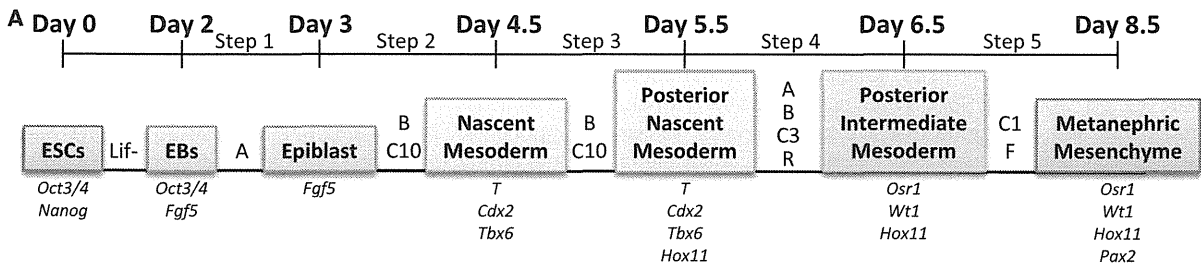 A
Day 0 Day 2 Day 3 Day 4.5 Day 5.5 Day 6.5 Day 8.5
Step 1 Step 2 Step 3 Step 4 Step 5
ESCs
Lif-
EBs
A
Epiblast
B
C10
Nascent
Mesoderm
B
C10
Posterior
Nascent
Mesoderm
A
B
C3
R
Posterior
Intermediate
Mesoderm
C1
F
Metanephric
Mesenchyme
Oct3/4
Nanog
Oct3/4
Fgf5
Fgf5
T
Cdx2
Tbx6
T
Cdx2
Tbx6
Hox11
Osr1
Wt1
Hox11
Osr1
Wt1
Hox11
Pax2